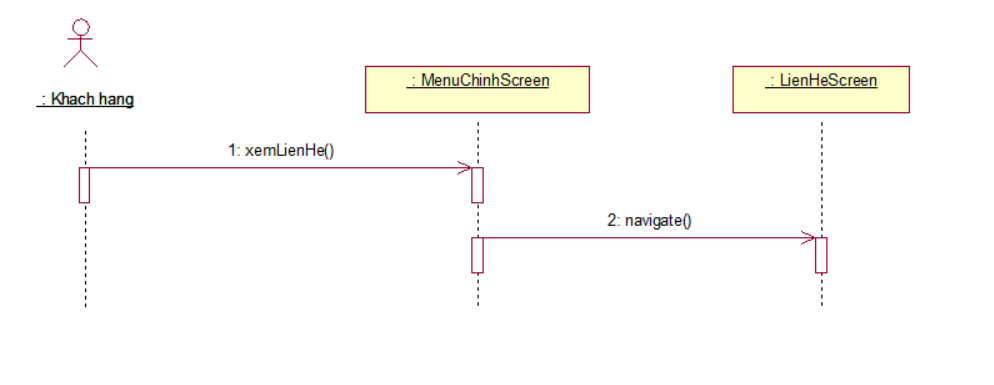 : Khach hang
: MenuChinhScreen
: LienHeScreen
1: xemLienHe()
2: navigate()